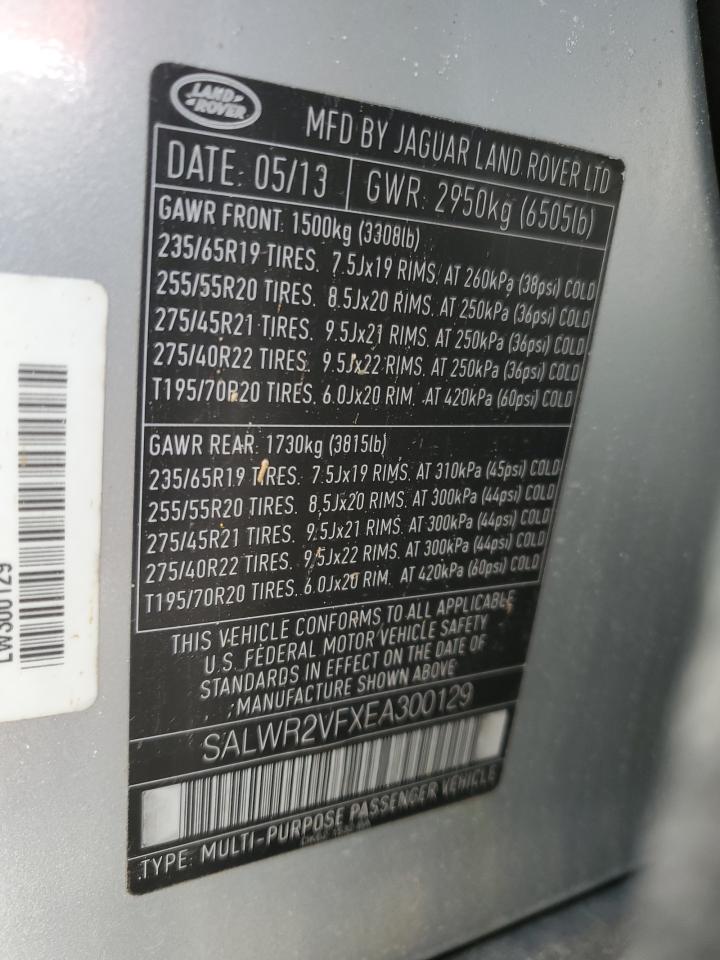 LAND ROVER
MFD BY JAGUAR LAND ROVER LTD
DATE: 05/13
GWR: 2950kg (6505lb)
GAWR FRONT: 1500kg (3308lb)
235/65R19 TIRES. 7.5Jx19 RIMS. AT 260kPa (38psi) COLD
255/55R20 TIRES. 8.5Jx20 RIMS. AT 250kPa (36psi) COLD
275/45R21 TIRES. 9.5Jx21 RIMS. AT 250kPa (36psi) COLD
275/40R22 TIRES. 9.5Jx22 RIMS. AT 250kPa (36psi) COLD
T195/70R20 TIRES. 6.0Jx20 RIM. AT 420kPa (60psi) COLD
GAWR REAR: 1730kg (3815lb)
235/65R19 TIRES. 7.5Jx19 RIMS. AT 310kPa (45psi) COLD
255/55R20 TIRES. 8.5Jx20 RIMS. AT 300kPa (44psi) COLD
275/45R21 TIRES. 9.5Jx21 RIMS. AT 300kPa (44psi) COLD
275/40R22 TIRES. 9.5Jx22 RIMS. AT 300kPa (44psi) COLD
T195/70R20 TIRES. 6.0Jx20 RIM. AT 420kPa (60psi) COLD
THIS VEHICLE CONFORMS TO ALL APPLICABLE
U.S. FEDERAL MOTOR VEHICLE SAFETY
STANDARDS IN EFFECT ON THE DATE OF
MANUFACTURE SHOWN ABOVE
SALWR2VFXEA300129
TYPE: MULTI-PURPOSE PASSENGER VEHICLE
LWS00129